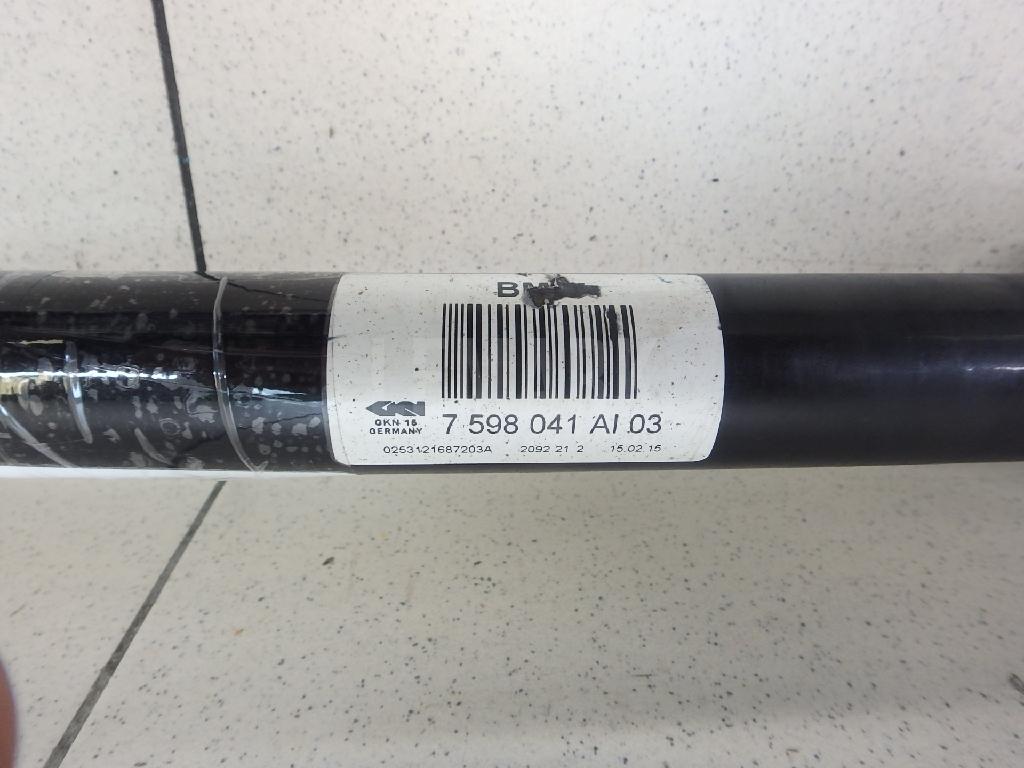 GKN
GKN 15
GERMANY
7 598 041 AI 03
0253121687203A 2092 21 2 15.02.15